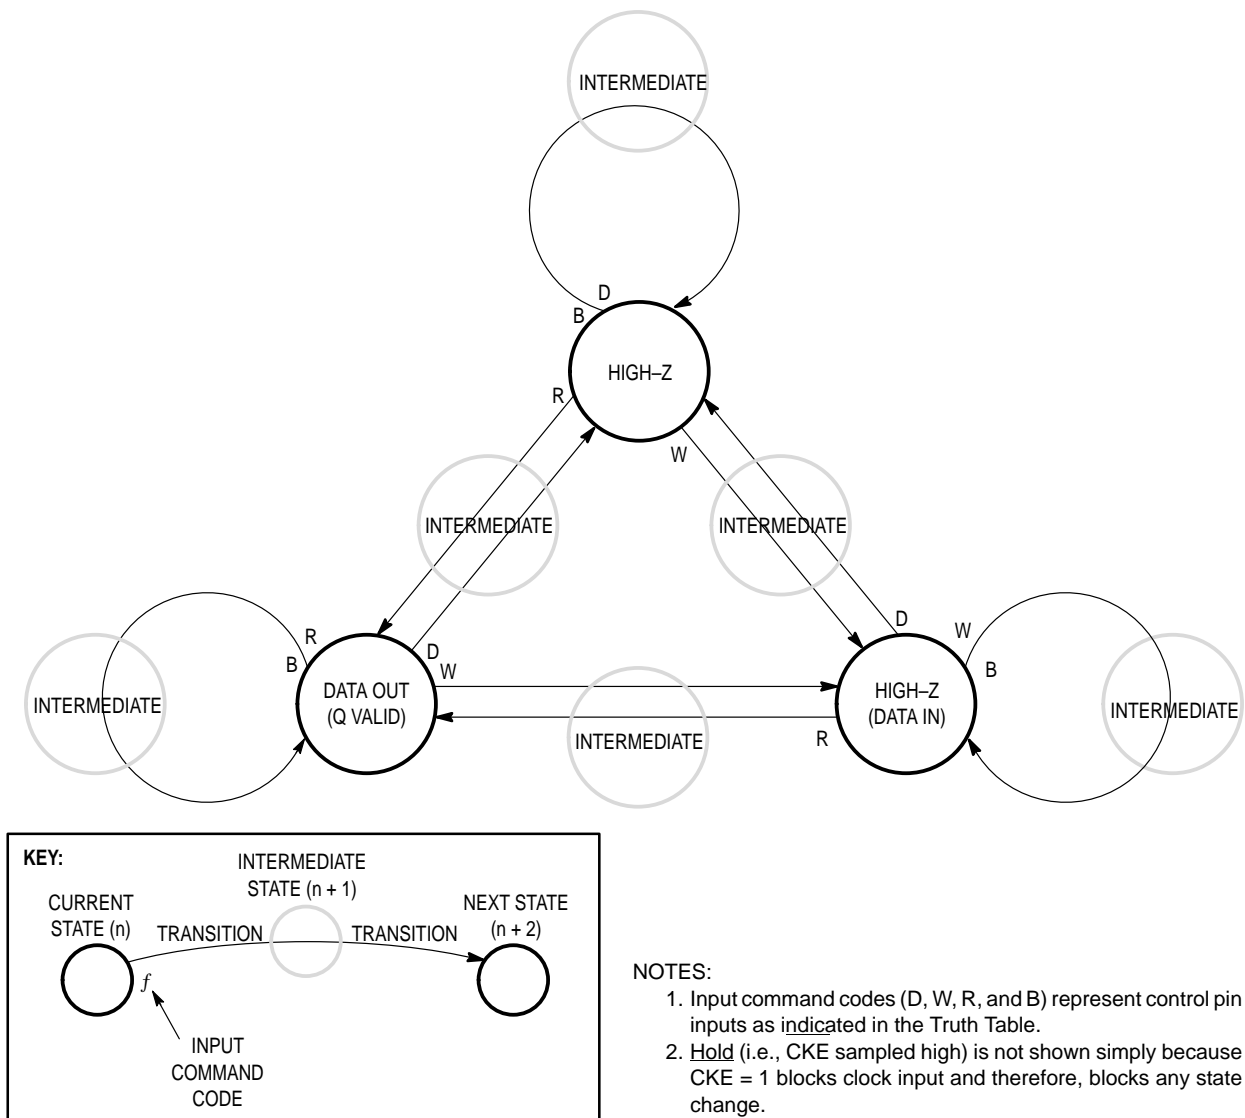 INTERMEDIATE
D
B
HIGH–Z
R
W
INTERMEDIATE
INTERMEDIATE
D
W
R
B
D
W
B
DATA OUT
(Q VALID)
HIGH–Z
(DATA IN)
INTERMEDIATE
INTERMEDIATE
R
INTERMEDIATE
KEY:
INTERMEDIATE
STATE (n + 1)
CURRENT
STATE (n)
NEXT STATE
(n + 2)
TRANSITION
TRANSITION
f
INPUT
COMMAND
CODE
NOTES:
1. Input command codes (D, W, R, and B) represent control pin
inputs as indicated in the Truth Table.
2. Hold (i.e., CKE sampled high) is not shown simply because
CKE = 1 blocks clock input and therefore, blocks any state
change.